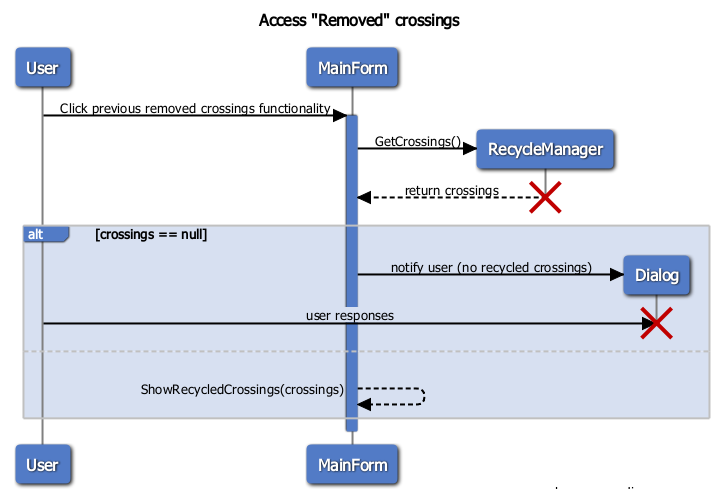 Access "Removed" crossings
User
MainForm
Click previous removed crossings functionality
GetCrossings()
RecycleManager
return crossings
alt
[crossings == null]
notify user (no recycled crossings)
Dialog
user responses
ShowRecycledCrossings(crossings)
User
MainForm